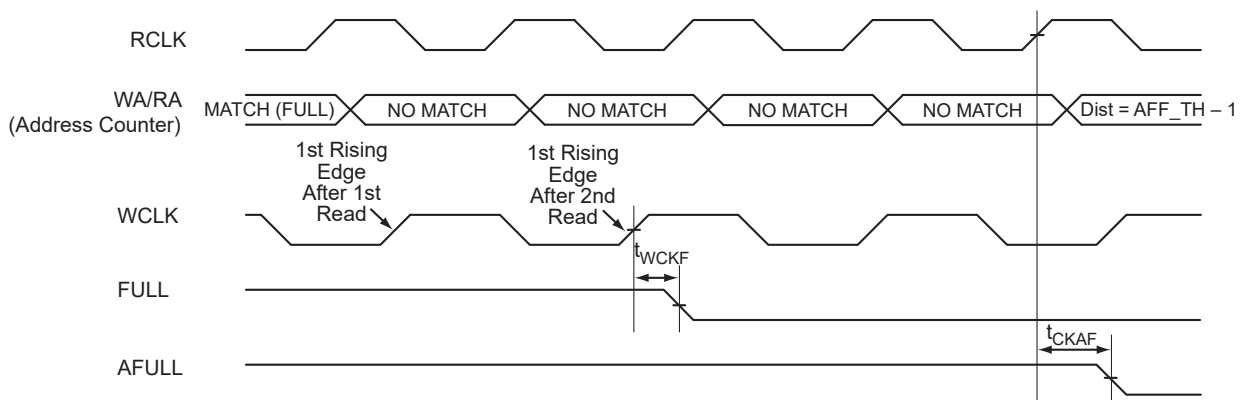 RCLK
WA/RA
(Address Counter)
MATCH (FULL)
NO MATCH
NO MATCH
NO MATCH
NO MATCH
Dist = AFF_TH – 1
1st Rising
Edge
After 1st
Read
1st Rising
Edge
After 2nd
Read
WCLK
tWCKF
FULL
tCKAF
AFULL